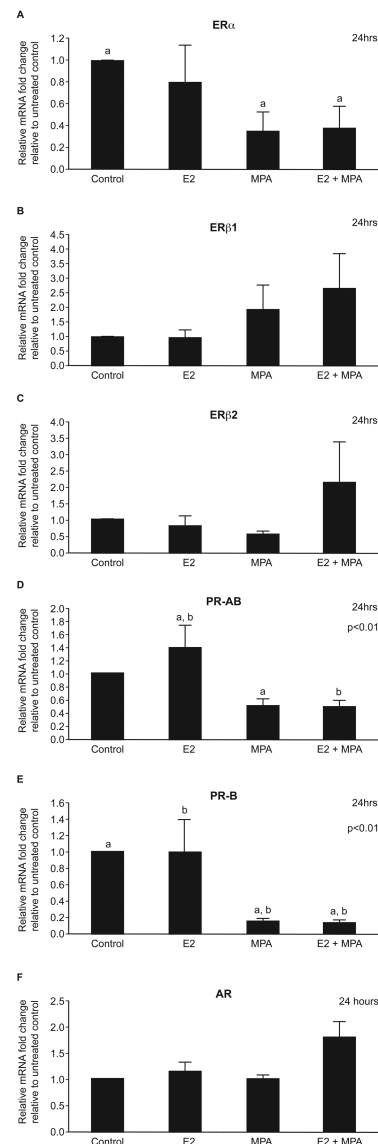 A
ERα
24hrs
Relative mRNA fold change
relative to untreated control
1.2
1.0
0.8
0.6
0.4
0.2
0.0
a
a
a
Control
E2
MPA
E2 + MPA
B
ERβ1
24hrs
Relative mRNA fold change
relative to untreated control
4.5
4.0
3.5
3.0
2.5
2.0
1.5
1.0
0.5
0.0
Control
E2
MPA
E2 + MPA
C
ERβ2
24hrs
Relative mRNA fold change
relative to untreated control
4.0
3.5
3.0
2.5
2.0
1.5
1.0
0.5
0.0
Control
E2
MPA
E2 + MPA
D
PR-AB
24hrs
p<0.01
Relative mRNA fold change
relative to untreated control
2.0
1.8
1.6
1.4
1.2
1.0
0.8
0.6
0.4
0.2
0.0
a, b
a
b
Control
E2
MPA
E2 + MPA
E
PR-B
24hrs
p<0.01
Relative mRNA fold change
relative to untreated control
1.6
1.4
1.2
1.0
0.8
0.6
0.4
0.2
0.0
a
b
a, b
a, b
Control
E2
MPA
E2 + MPA
F
AR
24 hours
Relative mRNA fold change
relative to untreated control
2.5
2.0
1.5
1.0
0.5
0.0
Control
E2
MPA
E2 + MPA